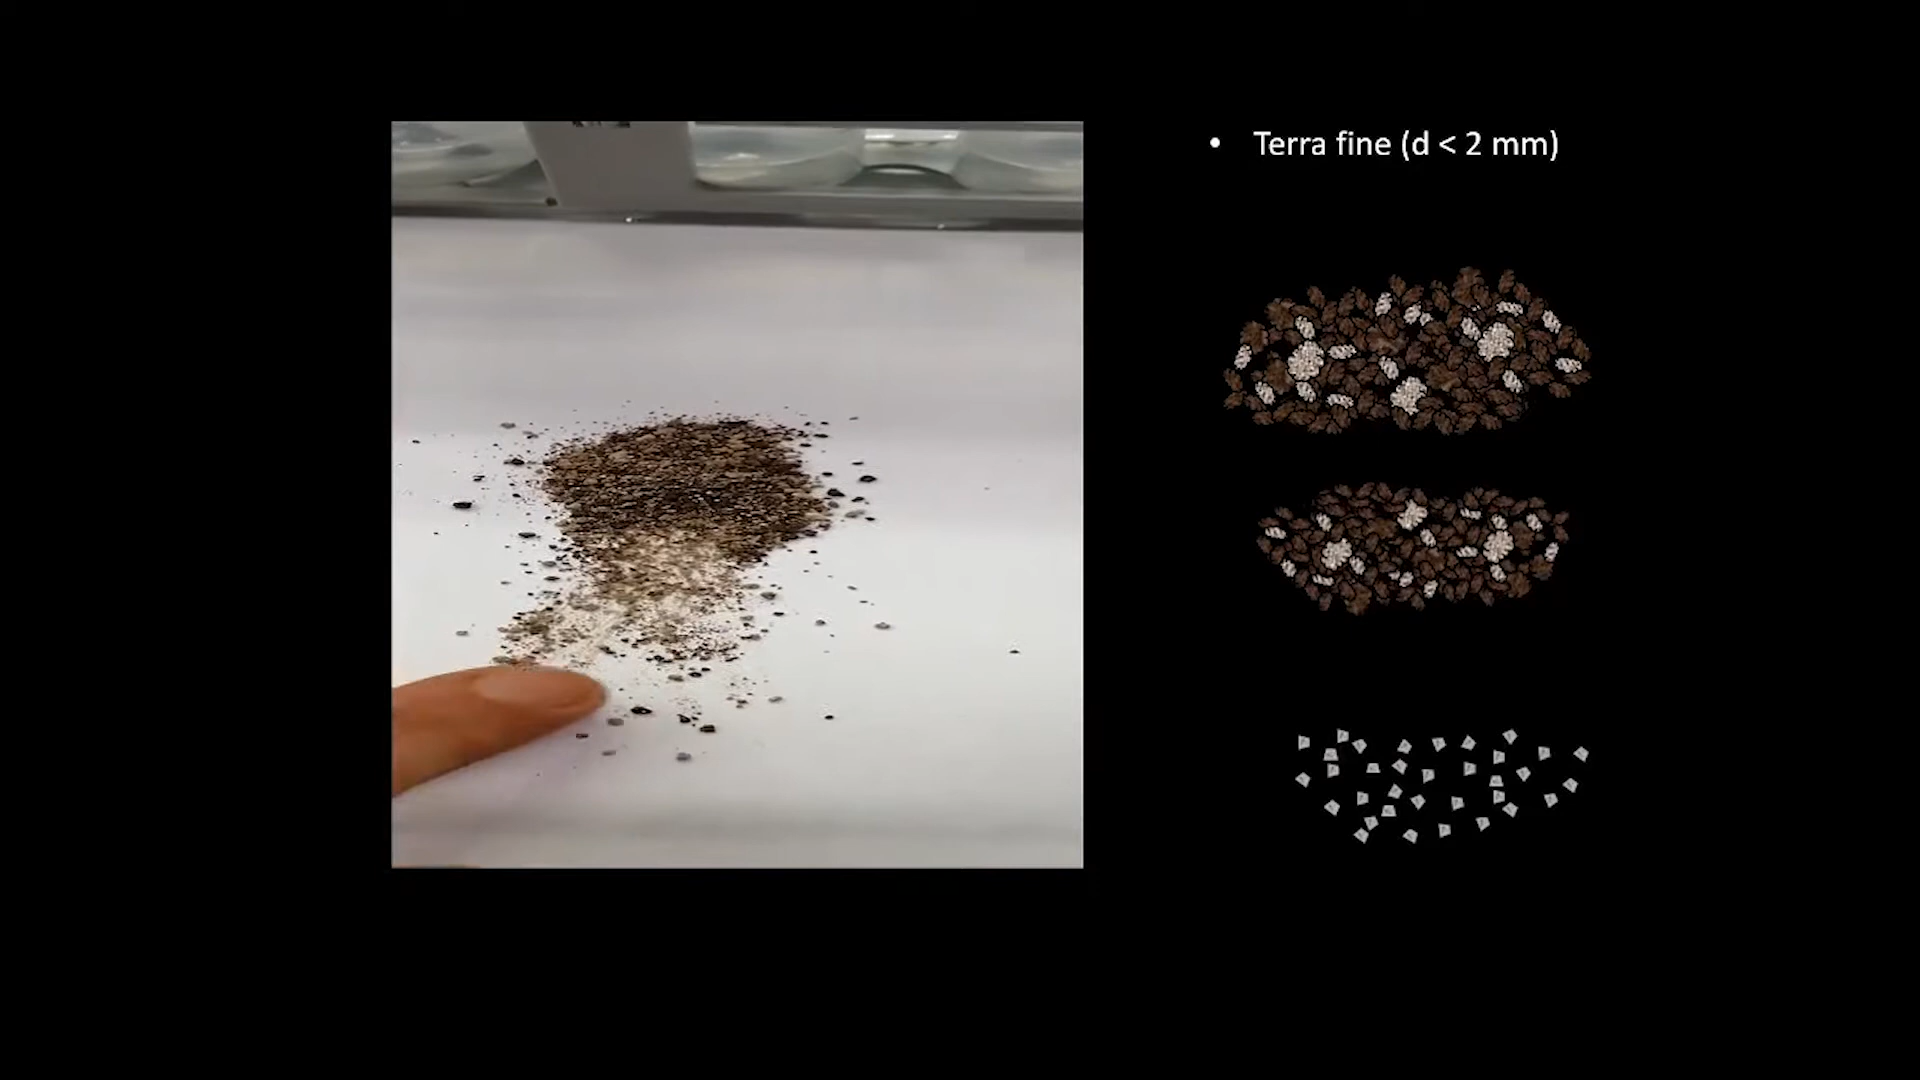 • Terra fine (d < 2 mm)